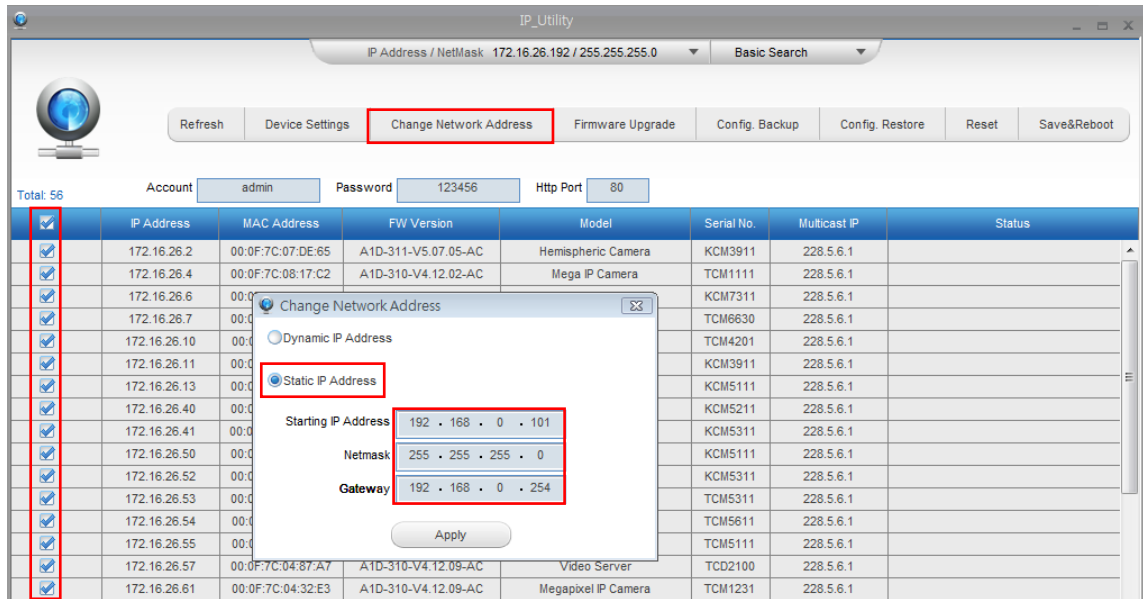 IP_Utility
IP Address / NetMask 172.16.26.192 / 255.255.255.0 Basic Search
Refresh Device Settings Change Network Address Firmware Upgrade Config. Backup Config. Restore Reset Save&Reboot
Total: 56 Account admin Password 123456 Http Port 80
IP Address MAC Address FW Version Model Serial No. Multicast IP Status
172.16.26.2 00:0F:7C:07:DE:65 A1D-311-V5.07.05-AC Hemispheric Camera KCM3911 228.5.6.1
172.16.26.4 00:0F:7C:08:17:C2 A1D-310-V4.12.02-AC Mega IP Camera TCM1111 228.5.6.1
172.16.26.6 KCM7311 228.5.6.1
172.16.26.7 TCM6630 228.5.6.1
172.16.26.10 TCM4201 228.5.6.1
172.16.26.11 KCM3911 228.5.6.1
172.16.26.13 KCM5111 228.5.6.1
172.16.26.40 KCM5211 228.5.6.1
172.16.26.41 KCM5311 228.5.6.1
172.16.26.50 KCM5111 228.5.6.1
172.16.26.52 KCM5311 228.5.6.1
172.16.26.53 TCM5311 228.5.6.1
172.16.26.54 TCM5611 228.5.6.1
172.16.26.55 TCM5111 228.5.6.1
172.16.26.57 00:0F:7C:04:87:A7 A1D-310-V4.12.09-AC Video Server TCD2100 228.5.6.1
172.16.26.61 00:0F:7C:04:32:E3 A1D-310-V4.12.09-AC Megapixel IP Camera TCM1231 228.5.6.1
Change Network Address
Dynamic IP Address
Static IP Address
Starting IP Address 192 . 168 . 0 . 101
Netmask 255 . 255 . 255 . 0
Gateway 192 . 168 . 0 . 254
Apply